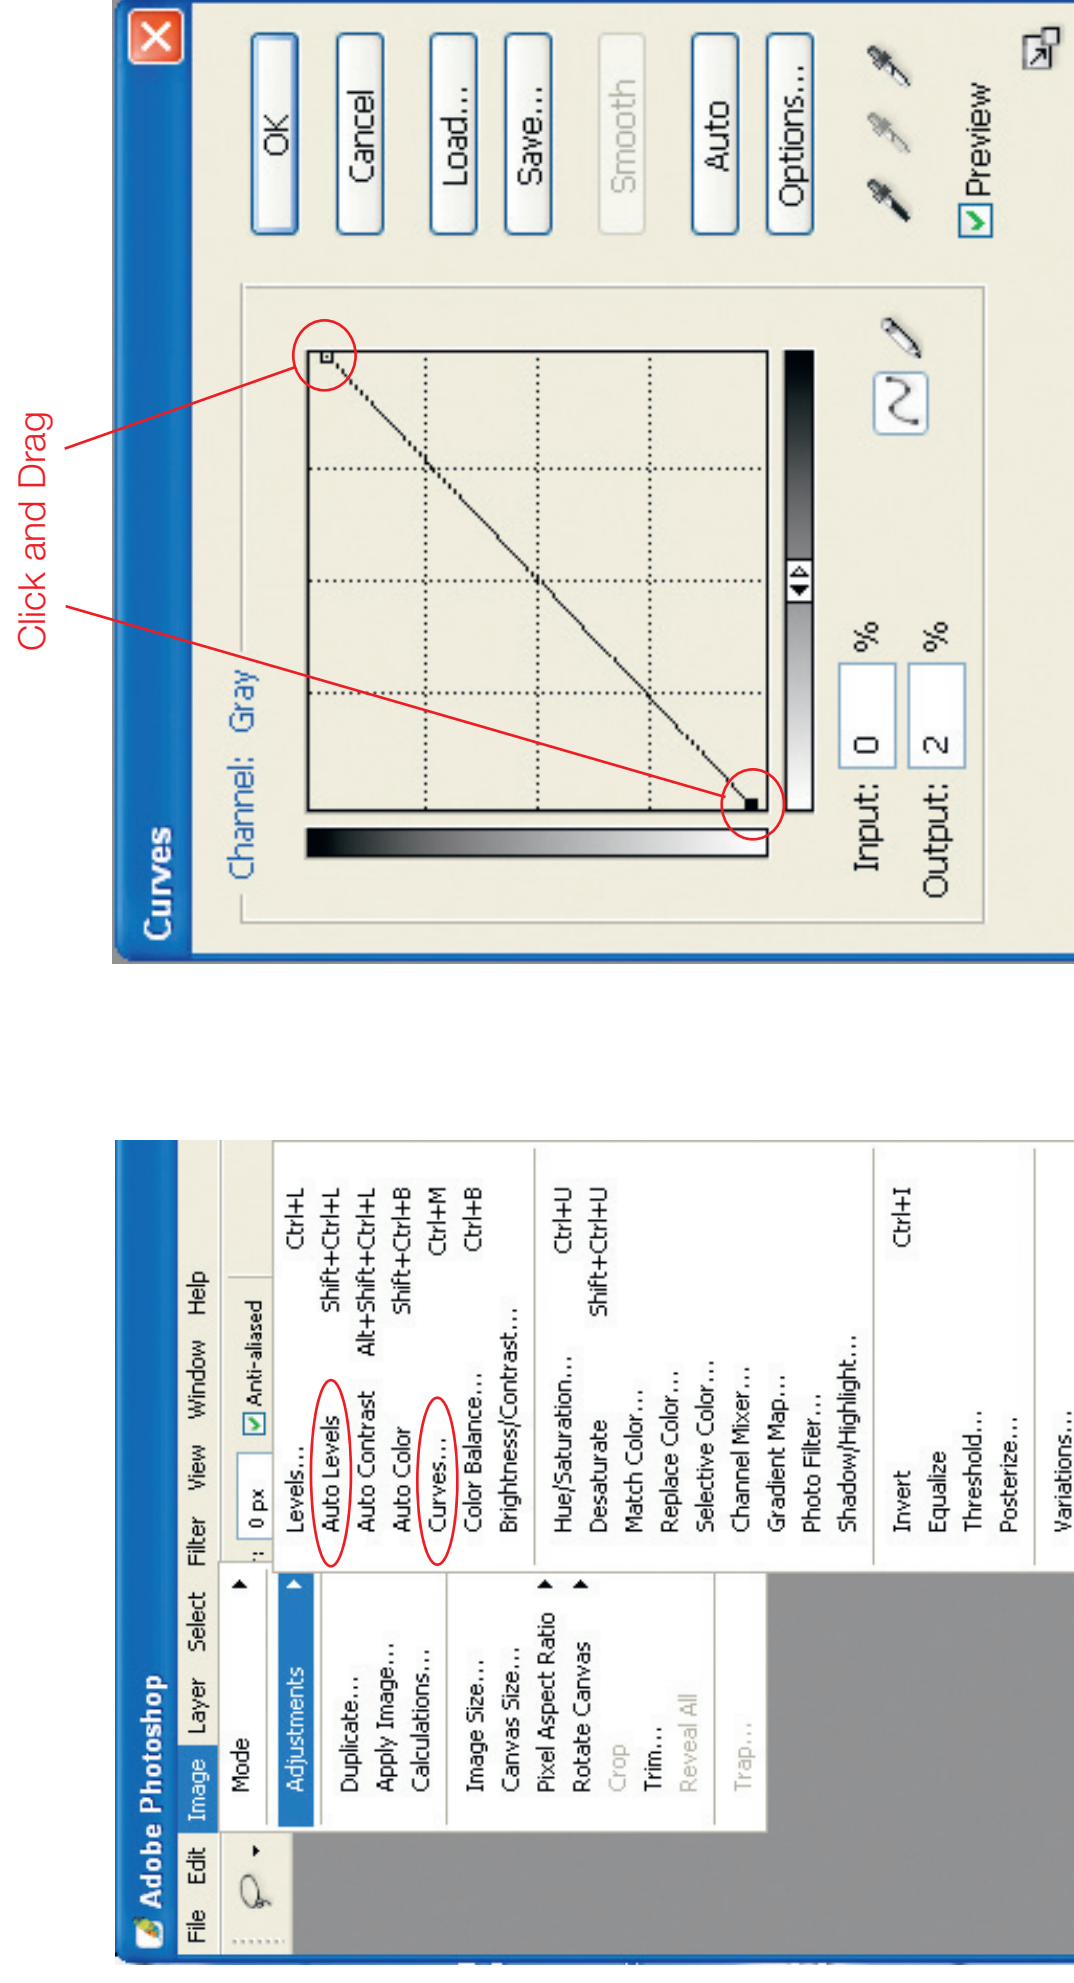 Click and Drag
Curves
Channel: Gray
Input: 0 %
Output: 2 %
OK
Cancel
Load...
Save...
Smooth
Auto
Options...
Preview
Adobe Photoshop
File Edit Image Layer Select Filter View Window Help
: 0 px Anti-aliased
Mode
Adjustments
Duplicate...
Apply Image...
Calculations...
Image Size...
Canvas Size...
Pixel Aspect Ratio
Rotate Canvas
Crop
Trim...
Reveal All
Trap...
Levels... Ctrl+L
Auto Levels Shift+Ctrl+L
Auto Contrast Alt+Shift+Ctrl+L
Auto Color Shift+Ctrl+B
Curves... Ctrl+M
Color Balance... Ctrl+B
Brightness/Contrast...
Hue/Saturation... Ctrl+U
Desaturate Shift+Ctrl+U
Match Color...
Replace Color...
Selective Color...
Channel Mixer...
Gradient Map...
Photo Filter...
Shadow/Highlight...
Invert Ctrl+I
Equalize
Threshold...
Posterize...
Variations...